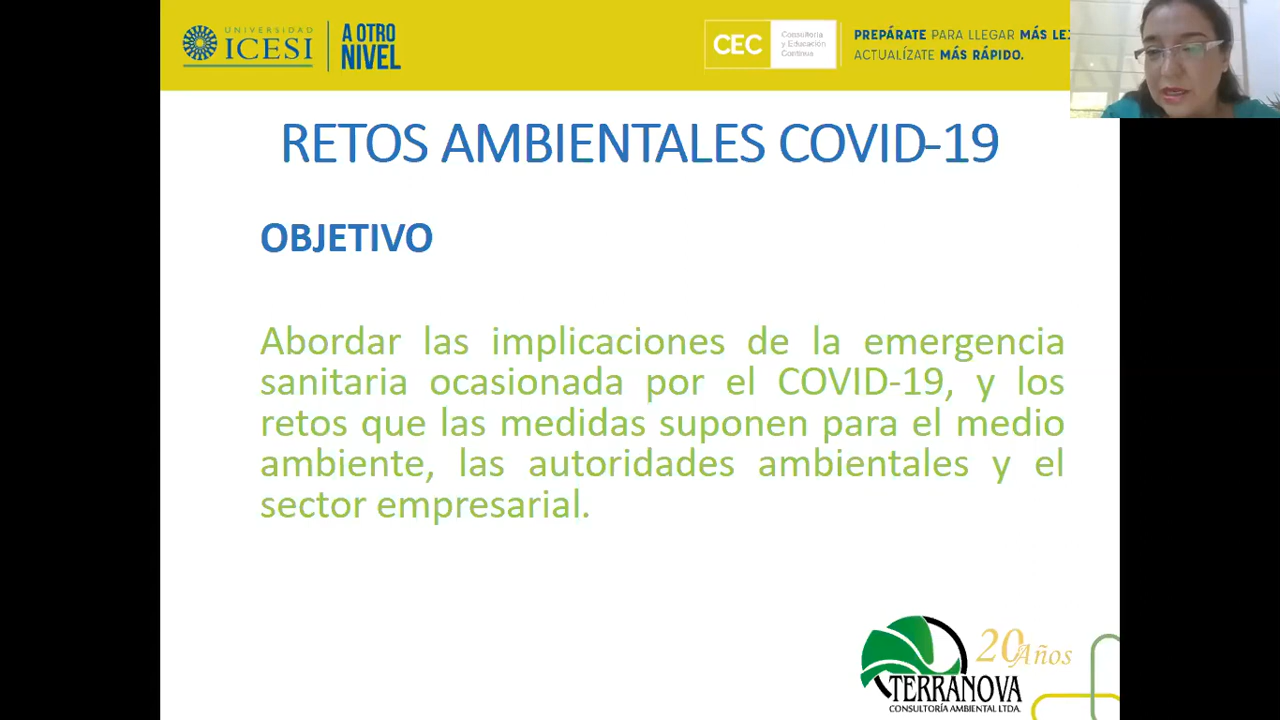 UNIVERSIDAD
ICESI
A OTRO
NIVEL
CEC
Consultoría
y Educación
Continua
PREPÁRATE PARA LLEGAR MÁS
ACTUALÍZATE MÁS RÁPIDO.
RETOS AMBIENTALES COVID-19
OBJETIVO
Abordar las implicaciones de la emergencia
sanitaria ocasionada por el COVID-19, y los
retos que las medidas suponen para el medio
ambiente, las autoridades ambientales y el
sector empresarial.
20 Años
TERRANOVA
CONSULTORÍA AMBIENTAL LTDA.